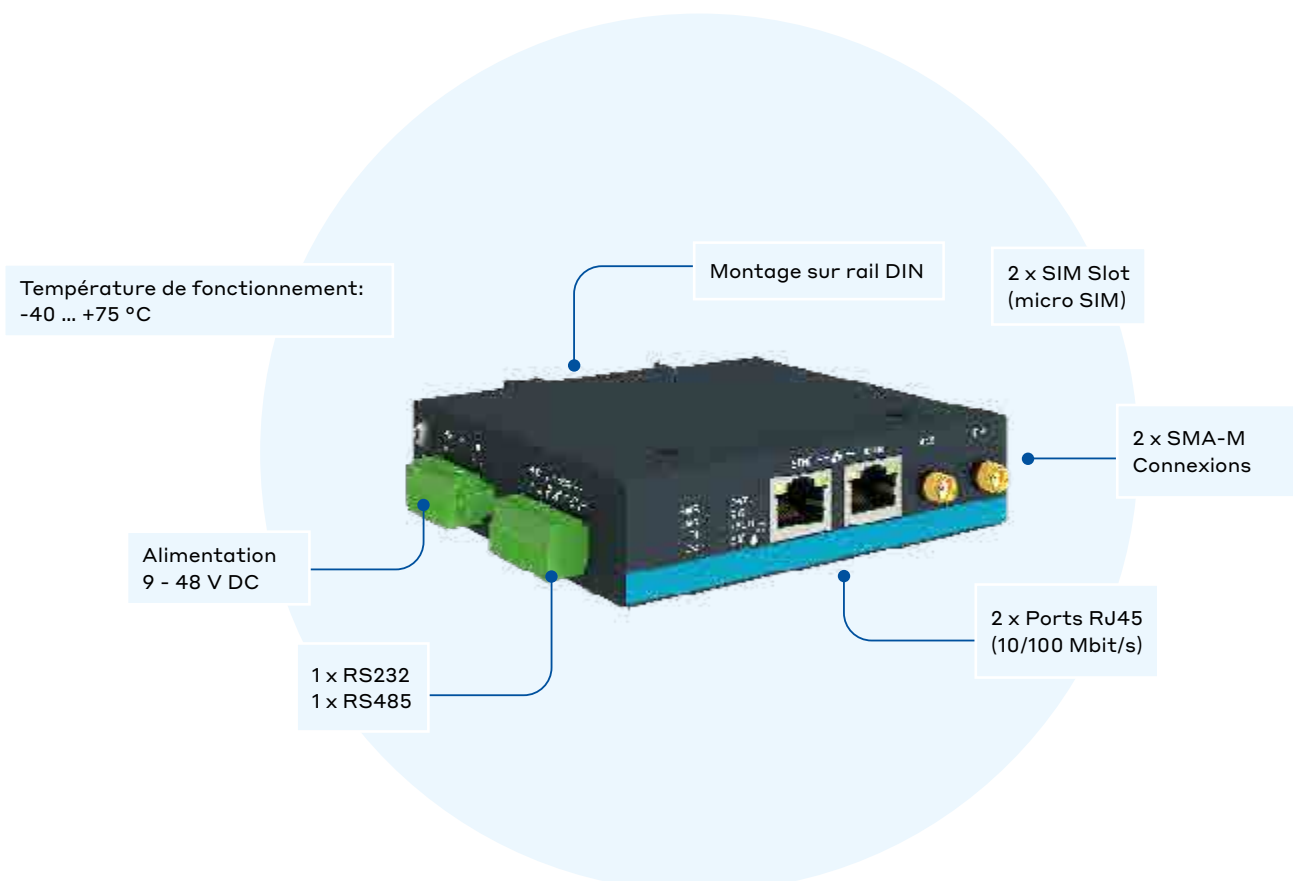 Montage sur rail DIN
2 x SIM Slot
(micro SIM)
Température de fonctionnement:
-40 ... +75 °C
2 x SMA-M
Connexions
Alimentation
9 - 48 V DC
2 x Ports RJ45
(10/100 Mbit/s)
1 x RS232
1 x RS485